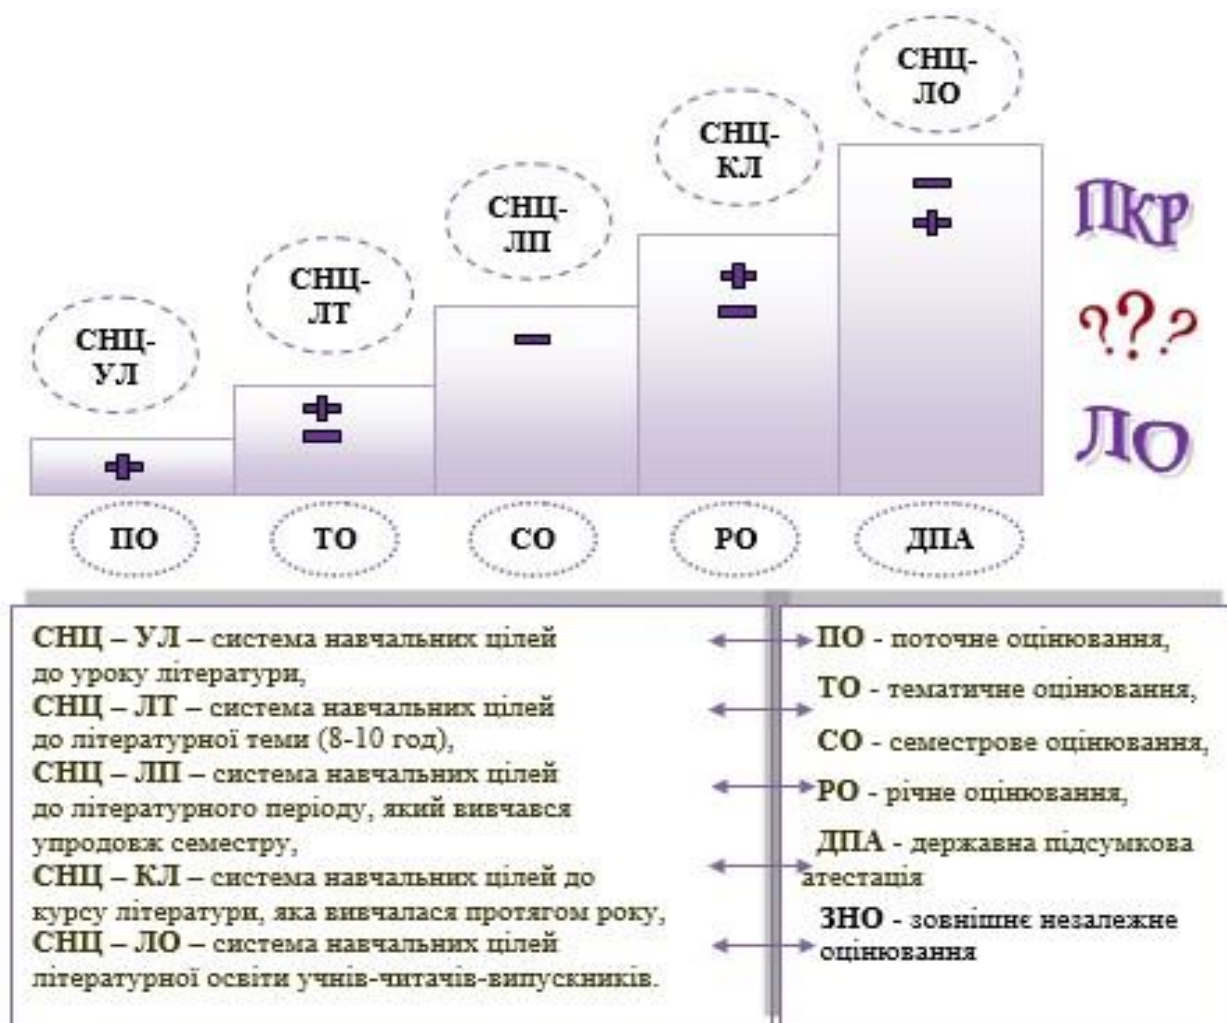 СНЦ-
ЛО
СНЦ-
КЛ
СНЦ-
ЛП
СНЦ-
ЛТ
СНЦ-
УЛ
ПКР
???
ЛО
ПО
ТО
СО
РО
ДПА
СНЦ – УЛ – система навчальних цілей
до уроку літератури,
СНЦ – ЛТ – система навчальних цілей
до літературної теми (8-10 год),
СНЦ – ЛП – система навчальних цілей
до літературного періоду, який вивчався
упродовж семестру,
СНЦ – КЛ – система навчальних цілей до
курсу літератури, яка вивчалася протягом року,
СНЦ – ЛО – система навчальних цілей
літературної освіти учнів-читачів-випускників.
ПО - поточне оцінювання,
ТО - тематичне оцінювання,
СО - семестрове оцінювання,
РО - річне оцінювання,
ДПА - державна підсумкова
атестація
ЗНО - зовнішнє незалежне
оцінювання